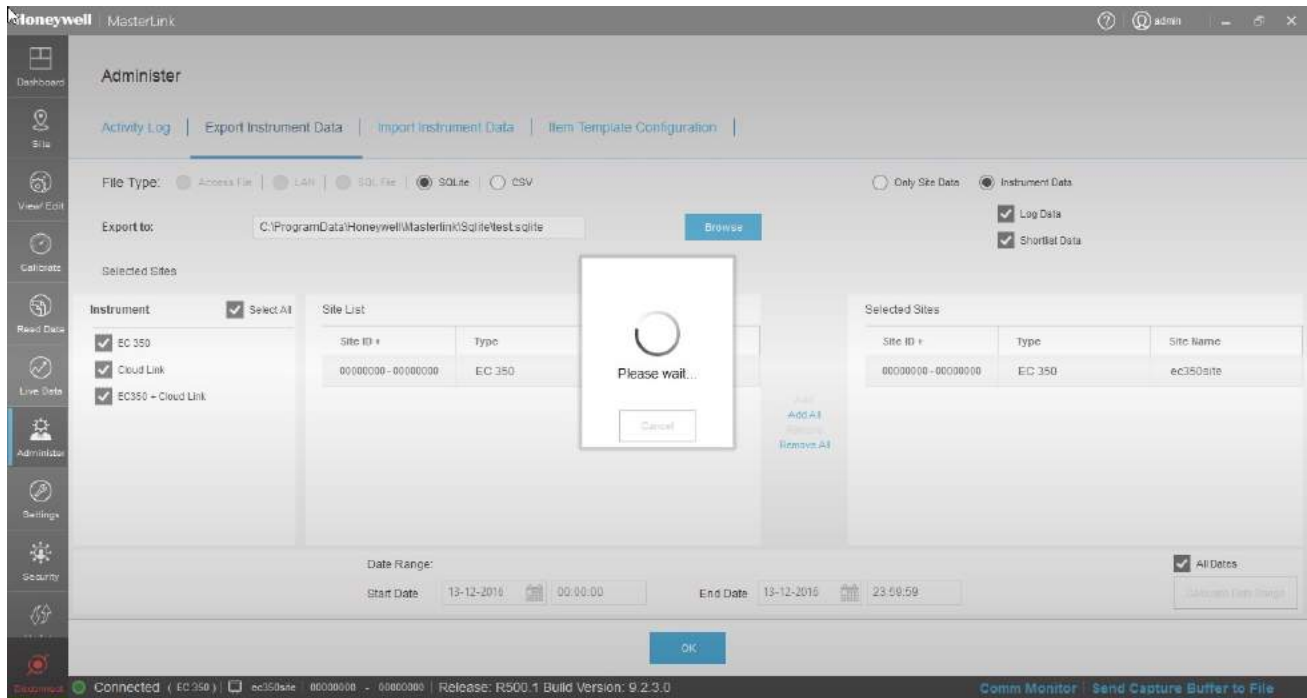 Honeywell MasterLink admin
Dashboard
Administer
Activity Log | Export Instrument Data | Import Instrument Data | Item Template Configuration |
Site
File Type: Access File | LAN | SQL File | SQLite | CSV Only Site Data Instrument Data
View/ Edit
Log Data
Export to: C:\ProgramData\Honeywell\Masterlink\Sqlite\test.sqlite Browse
Shortlist Data
Calibrate
Selected Sites
Instrument Select All Site List Selected Sites
Read Data
EC 350 Site ID Type Site ID Type Site Name
Cloud Link 00000000 - 00000000 EC 350 Please wait... 00000000 - 00000000 EC 350 ec350site
Live Data
EC350 + Cloud Link
Add
Add All
Cancel
Remove All
Administer
Settings
Security
Date Range: All Dates
Start Date 13-12-2016 00:00:00 End Date 13-12-2016 23:59:59
OK
Disconnect Connected ( EC 350 ) | ec350site | 00000000 - 00000000 | Release: R500.1 Build Version: 9.2.3.0 Comm Monitor | Send Capture Buffer to File